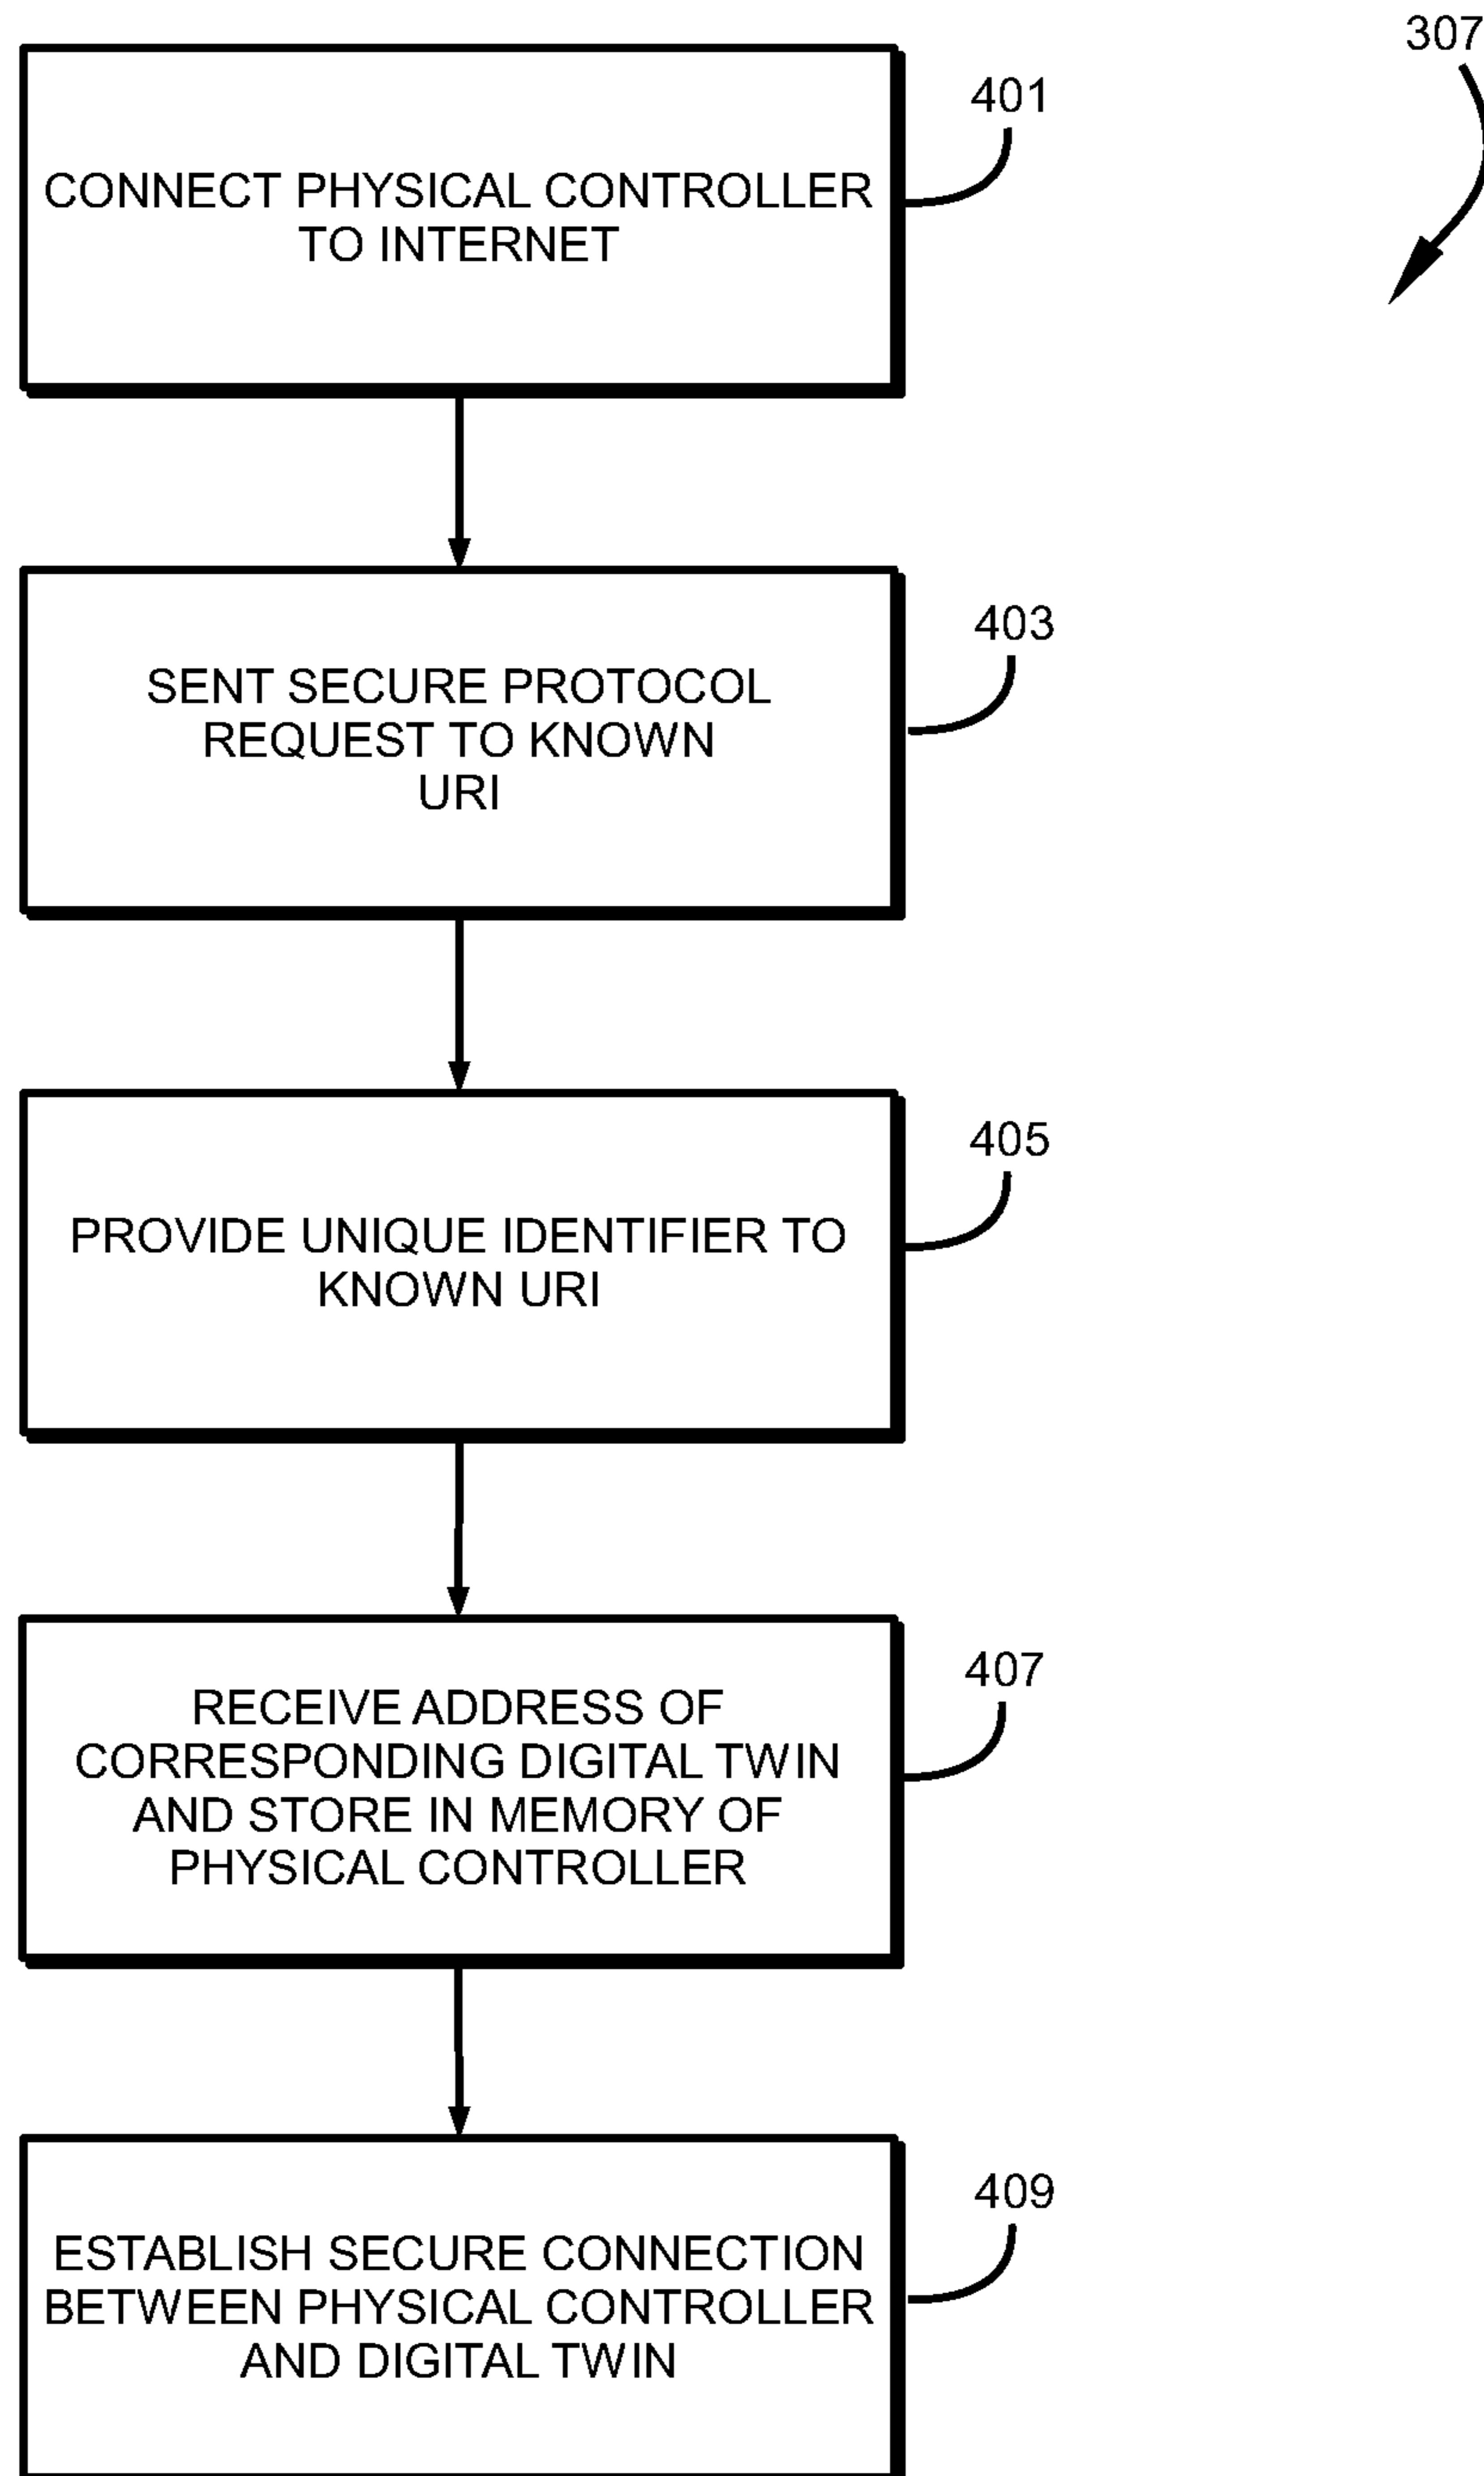 307
401
CONNECT PHYSICAL CONTROLLER
TO INTERNET
403
SENT SECURE PROTOCOL
REQUEST TO KNOWN
URI
405
PROVIDE UNIQUE IDENTIFIER TO
KNOWN URI
407
RECEIVE ADDRESS OF
CORRESPONDING DIGITAL TWIN
AND STORE IN MEMORY OF
PHYSICAL CONTROLLER
409
ESTABLISH SECURE CONNECTION
BETWEEN PHYSICAL CONTROLLER
AND DIGITAL TWIN